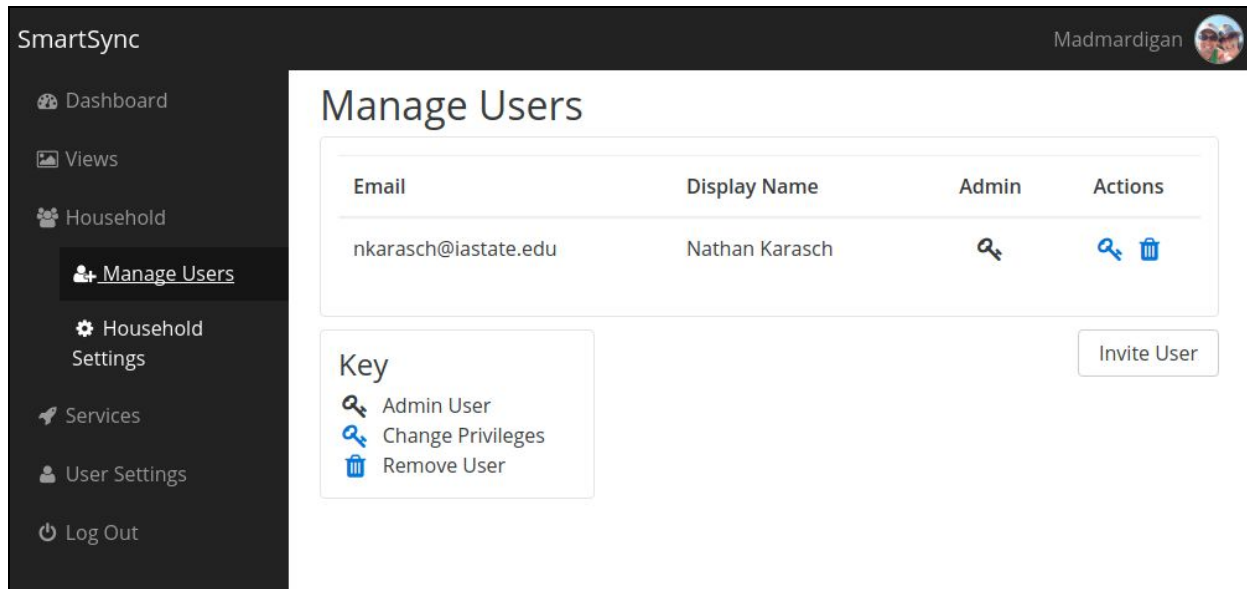 SmartSync
Madmardigan
Dashboard
Views
Household
Manage Users
Household
Settings
Services
User Settings
Log Out
Manage Users
Email Display Name Admin Actions
nkarasch@iastate.edu Nathan Karasch
Key
Admin User
Change Privileges
Remove User
Invite User